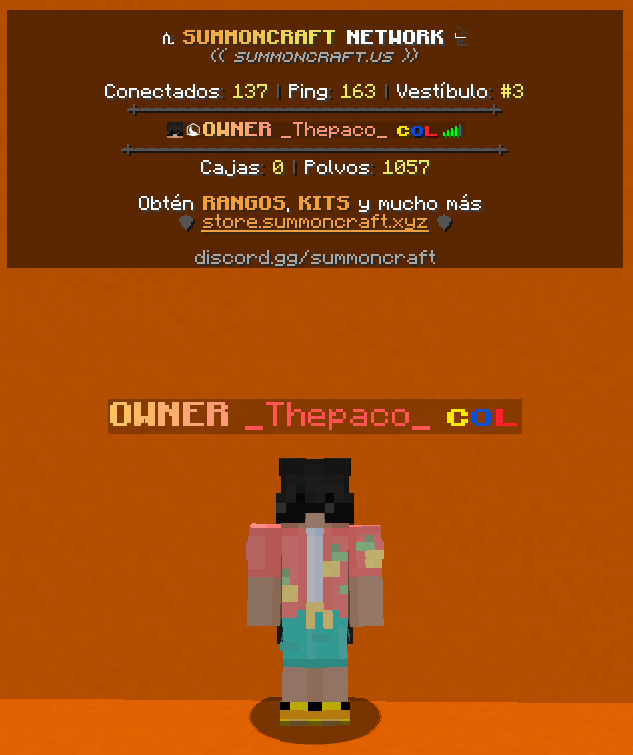 SUMMONCRAFT NETWORK
(( SUMMONCRAFT.US ))
Conectados: 137 | Ping: 163 | Vestíbulo: #3
OWNER _Thepaco_ COL
Cajas: 0 | Polvos: 1057
Obtén RANGOS, KITS y mucho más
store.summoncraft.xyz
discord.gg/summoncraft
OWNER _Thepaco_ COL